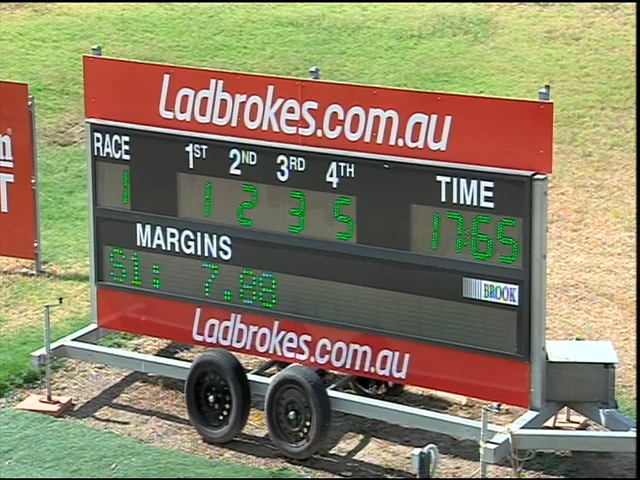 Ladbrokes.com.au
RACE 1ST 2ND 3RD 4TH TIME
1 1 2 3 5 17:65
MARGINS
S1: 7.88
BROOK
Ladbrokes.com.au
T